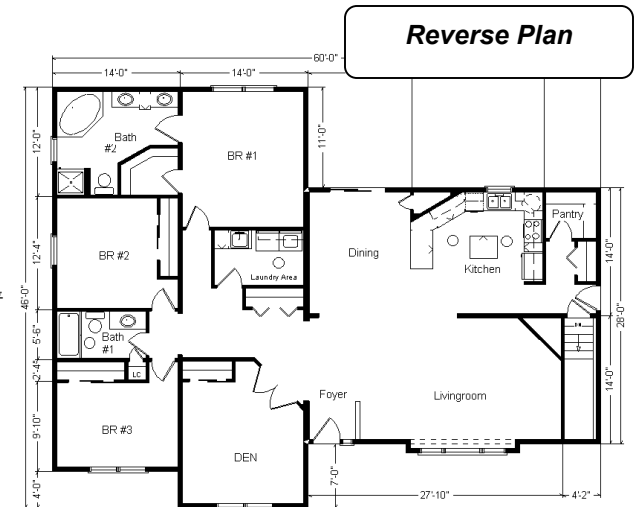 Reverse Plan
60'-0"
14'-0"
14'-0"
12'-0"
11'-0"
Bath
#2
BR #1
Pantry
12'-4"
BR #2
Dining
Kitchen
14'-0"
46'-0"
Laundry Area
28'-0"
5'-6"
Bath
#1
2'-4"
LC
14'-0"
Foyer
Livingroom
9'-10"
BR #3
DEN
7'-0"
4'-0"
27'-10"
4'-2"